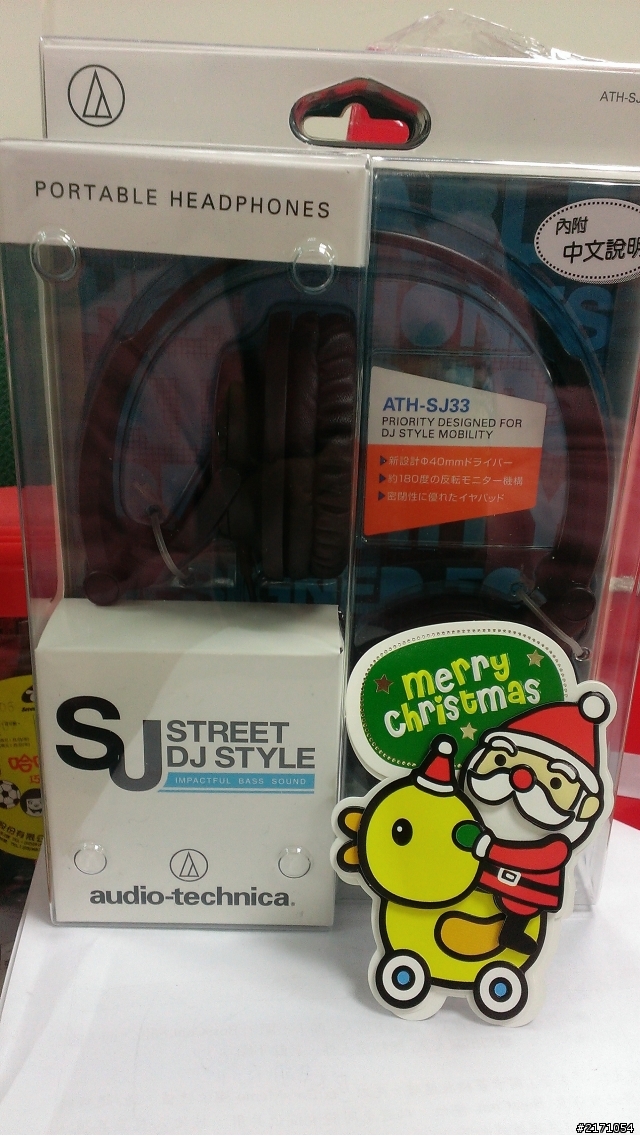 ATH-SJ
PORTABLE HEADPHONES
內附
中文說明
ATH-SJ33
PRIORITY DESIGNED FOR
DJ STYLE MOBILITY
▶新設計Φ40mmドライバー
▶約180度の反転モニター機構
▶密閉性に優れたイヤパッド
merry
christmas
SJ STREET
DJ STYLE
IMPACTFUL BASS SOUND
audio-technica®
#2171054